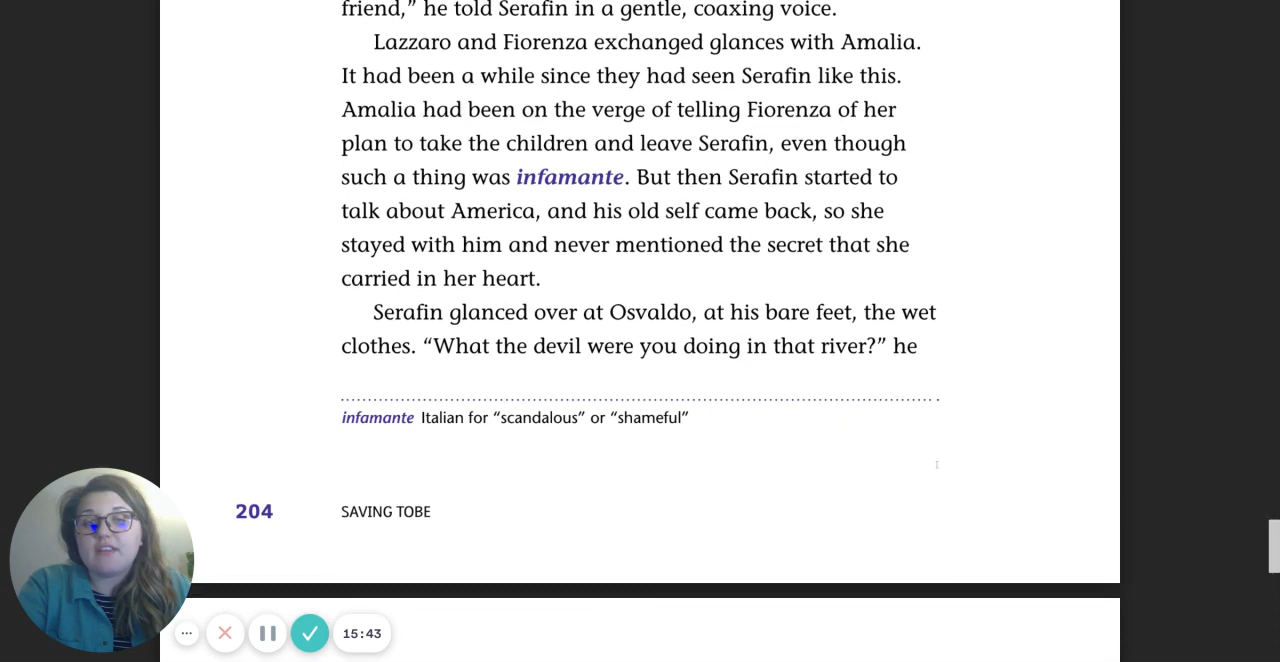 friend,” he told Serafin in a gentle, coaxing voice.
Lazzaro and Fiorenza exchanged glances with Amalia.
It had been a while since they had seen Serafin like this.
Amalia had been on the verge of telling Fiorenza of her
plan to take the children and leave Serafin, even though
such a thing was infamante. But then Serafin started to
talk about America, and his old self came back, so she
stayed with him and never mentioned the secret that she
carried in her heart.
Serafin glanced over at Osvaldo, at his bare feet, the wet
clothes. “What the devil were you doing in that river?” he
infamante Italian for “scandalous” or “shameful”
204 SAVING TOBE
15:43